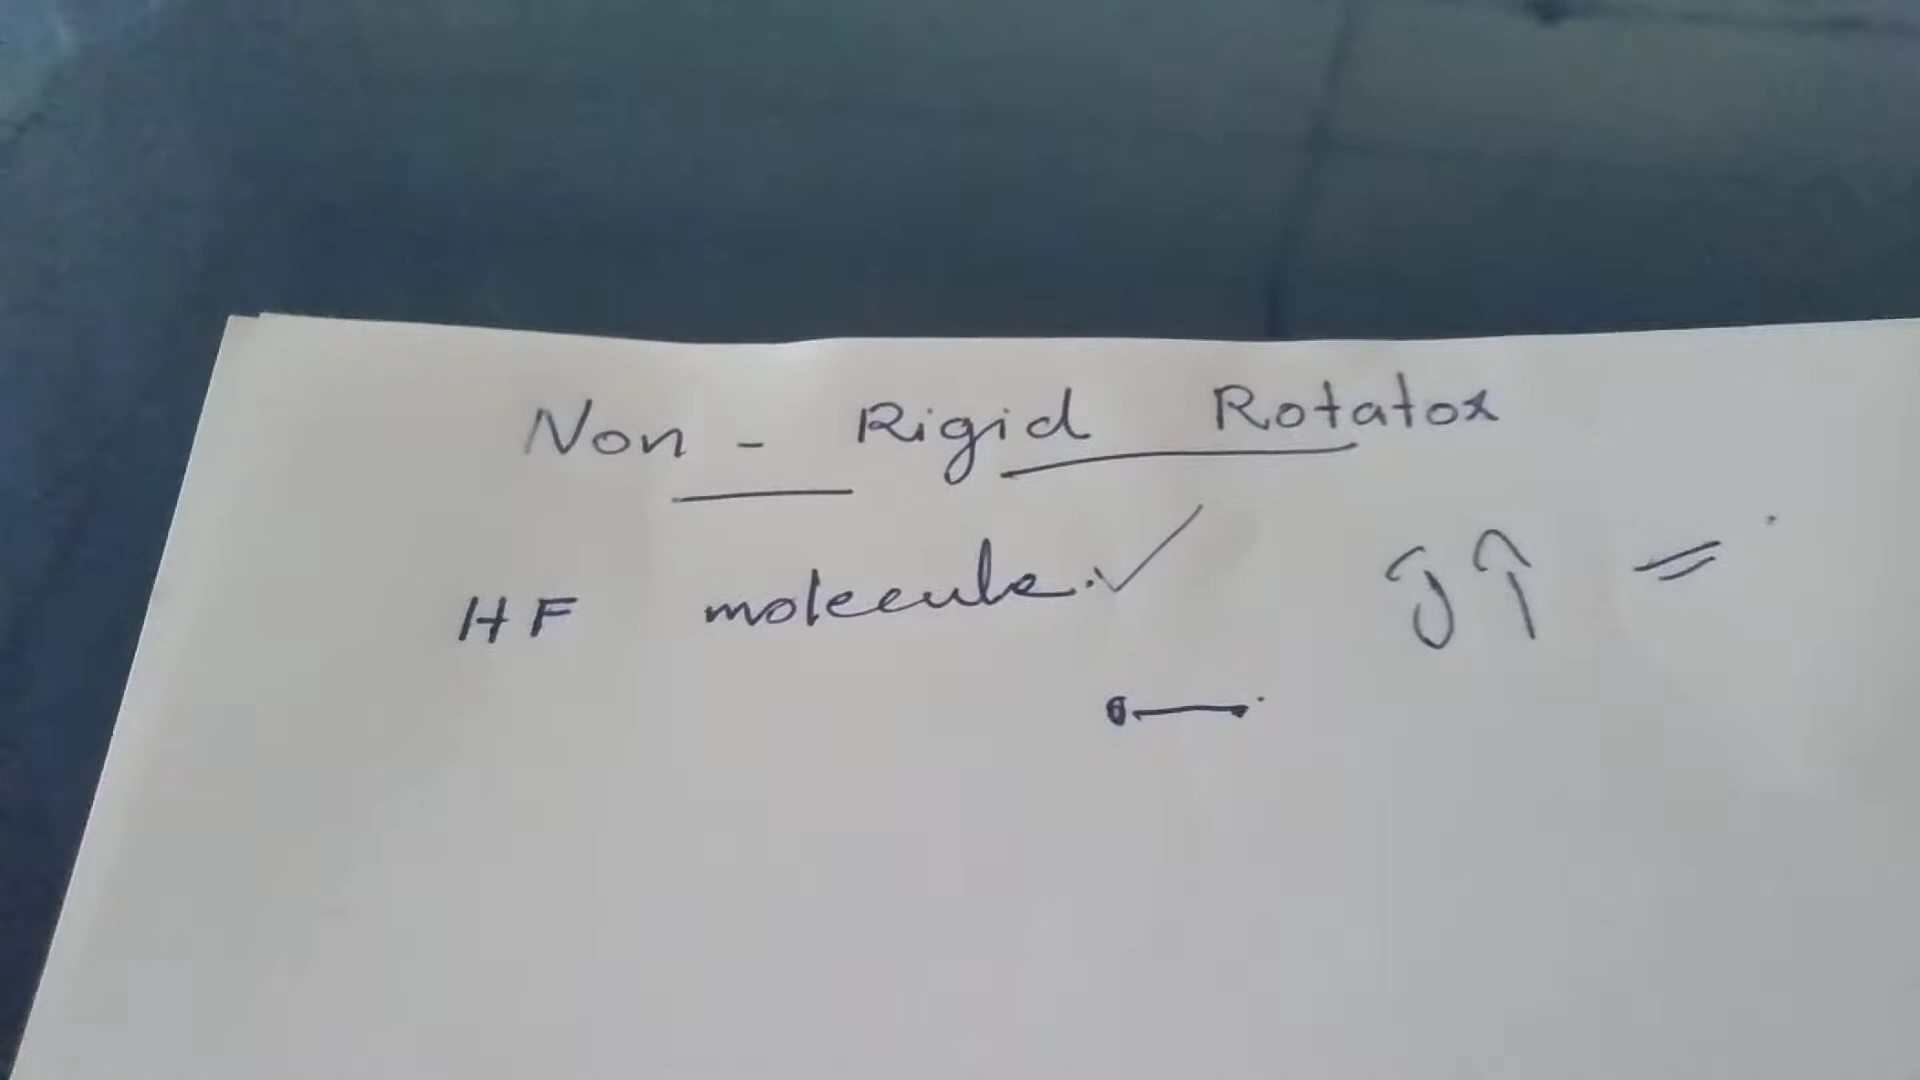 Non - Rigid Rotator
HF molecule. ✓ J↑ =